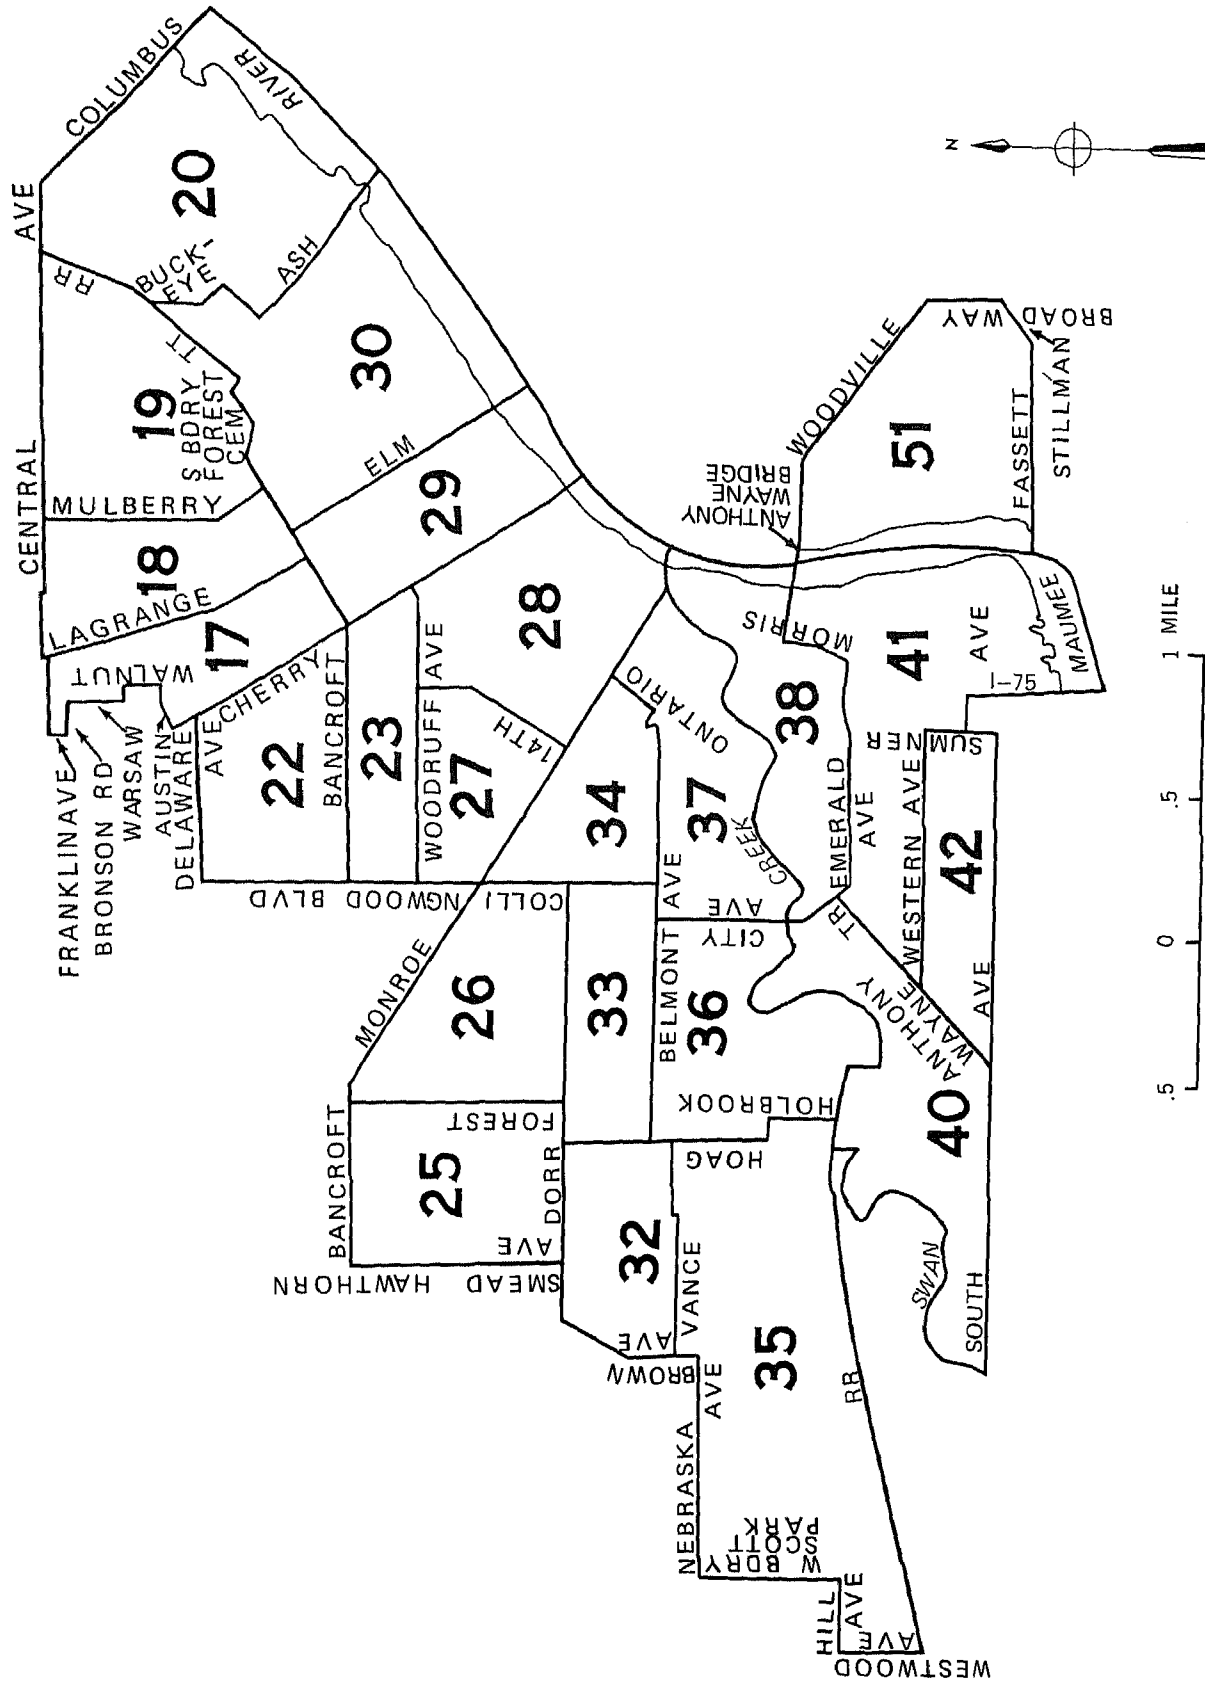 COLUMBUS
AVE
CENTRAL
RIVER
20
RR
BUCK-
EYE
ASH
TT
19
S BDRY
FOREST
CEM
MULBERRY
30
ELM
29
18
LAGRANGE
17
WALNUT
CHERRY
FRANKLIN AVE
BRONSON RD
WARSAW
AUSTIN
DELAWARE
AVE
22
BANCROFT
23
WOODRUFF AVE
28
27
14TH
COLLINGWOOD BLVD
MONROE
34
ONTARIO
37
CREEK
38
MORRIS
ANTHONY
WAYNE
BRIDGE
WOODVILLE
51
BROAD WAY
STILLMAN
FASSETT
41
AVE
MAUMEE
I-75
SUMNER
EMERALD
AVE
WESTERN AVE
42
AVE
TR
ANTHONY
WAYNE
AVE
CITY
AVE
BELMONT
36
33
26
BANCROFT
FOREST
25
DORR
HAWTHORN
SMEAD
AVE
32
VANCE
HOAG
HOLBROOK
40
SWAN
SOUTH
BROWN
AVE
AVE
NEBRASKA
35
RR
W BDRY
SCOTT
PARK
HILL
AVE
WESTWOOD
AVE
N
.5
0
.5
1 MILE